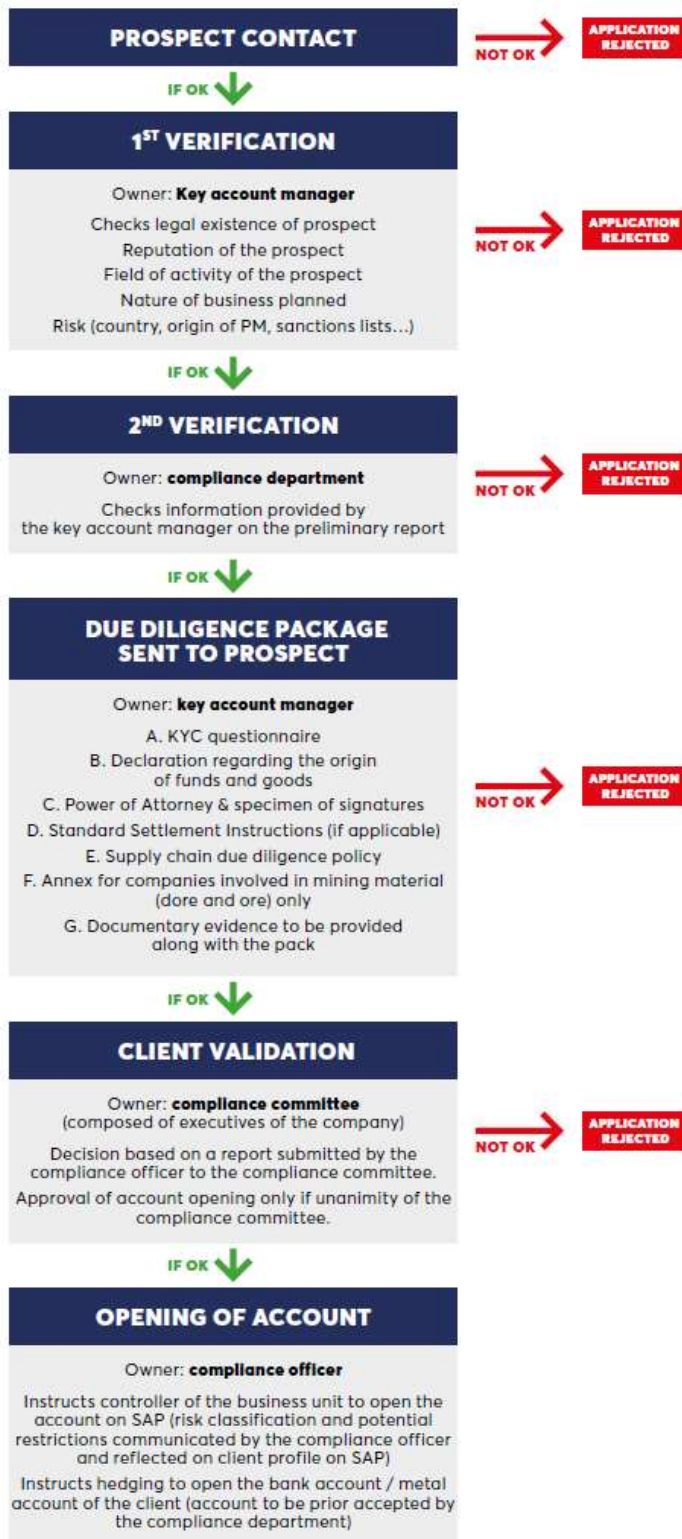 PROSPECT CONTACT
NOT OK
APPLICATION
REJECTED
IF OK
1ST VERIFICATION
Owner: Key account manager
Checks legal existence of prospect
Reputation of the prospect
Field of activity of the prospect
Nature of business planned
Risk (country, origin of PM, sanctions lists...)
NOT OK
APPLICATION
REJECTED
IF OK
2ND VERIFICATION
Owner: compliance department
Checks information provided by
the key account manager on the preliminary report
NOT OK
APPLICATION
REJECTED
IF OK
DUE DILIGENCE PACKAGE
SENT TO PROSPECT
Owner: key account manager
A. KYC questionnaire
B. Declaration regarding the origin
of funds and goods
C. Power of Attorney & specimen of signatures
D. Standard Settlement Instructions (if applicable)
E. Supply chain due diligence policy
F. Annex for companies involved in mining material
(dore and ore) only
G. Documentary evidence to be provided
along with the pack
NOT OK
APPLICATION
REJECTED
IF OK
CLIENT VALIDATION
Owner: compliance committee
(composed of executives of the company)
Decision based on a report submitted by the
compliance officer to the compliance committee.
Approval of account opening only if unanimity of the
compliance committee.
NOT OK
APPLICATION
REJECTED
IF OK
OPENING OF ACCOUNT
Owner: compliance officer
Instructs controller of the business unit to open the
account on SAP (risk classification and potential
restrictions communicated by the compliance officer
and reflected on client profile on SAP)
Instructs hedging to open the bank account / metal
account of the client (account to be prior accepted by
the compliance department)